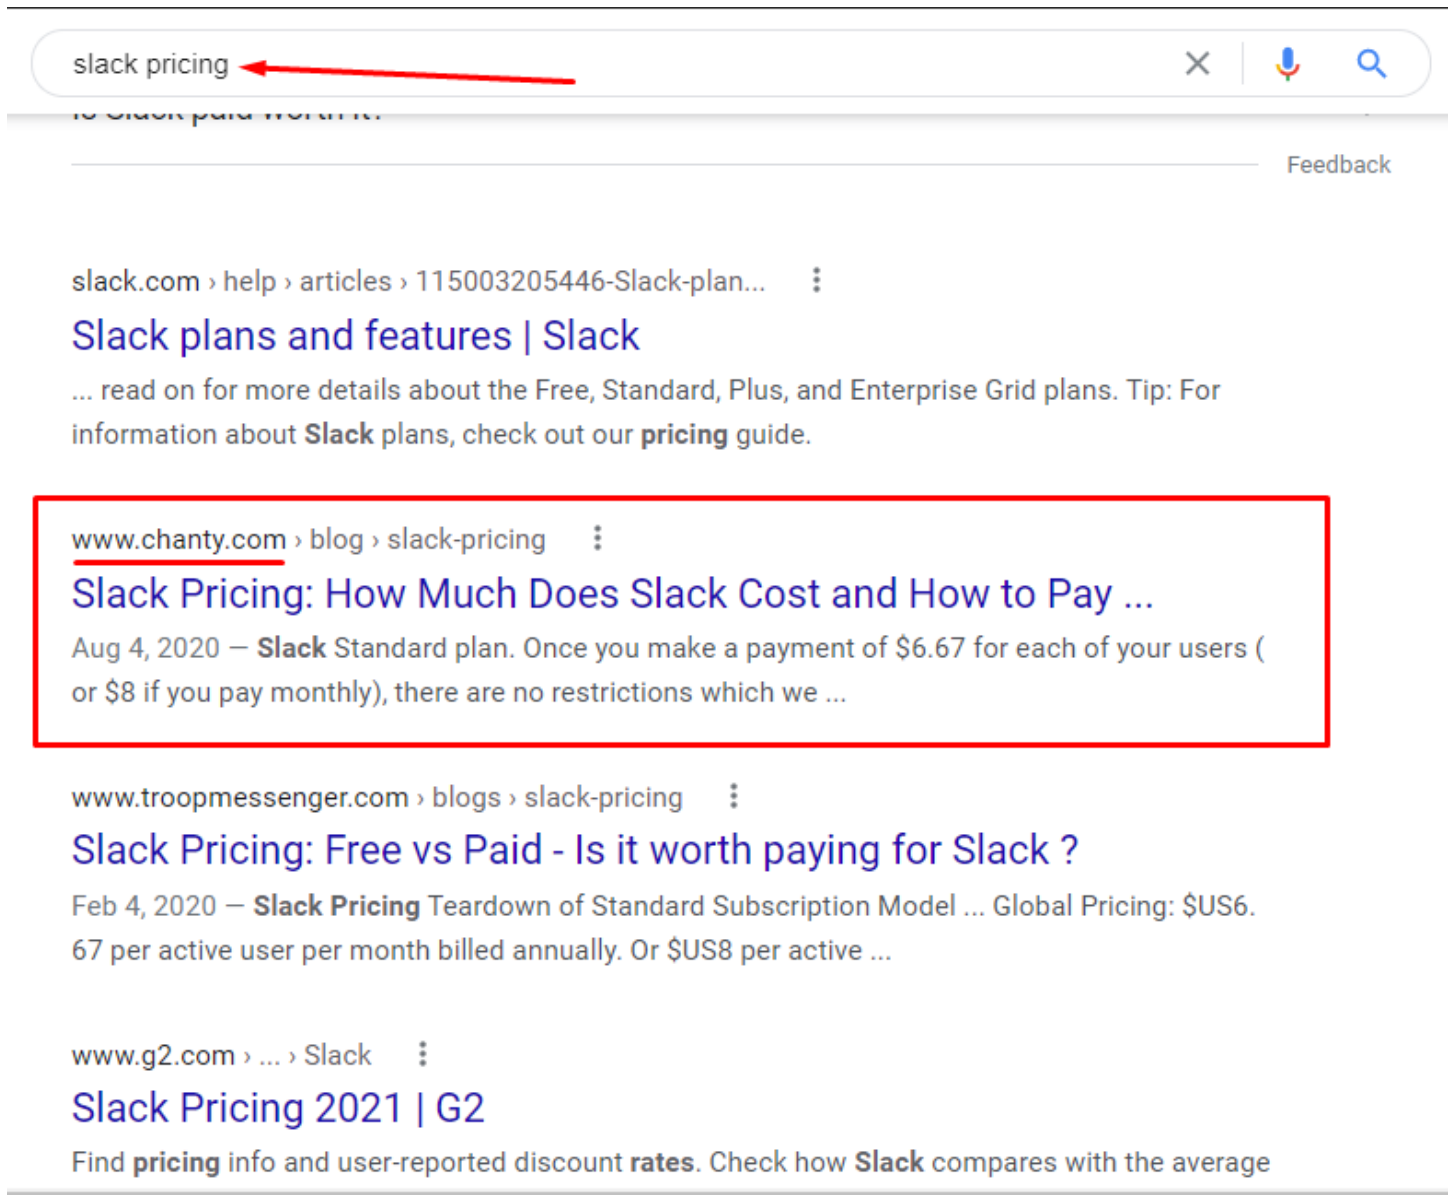 slack pricing
Is Slack paid worth it?
Feedback
slack.com › help › articles › 115003205446-Slack-plan...
Slack plans and features | Slack
... read on for more details about the Free, Standard, Plus, and Enterprise Grid plans. Tip: For
information about Slack plans, check out our pricing guide.
www.chanty.com › blog › slack-pricing
Slack Pricing: How Much Does Slack Cost and How to Pay ...
Aug 4, 2020 — Slack Standard plan. Once you make a payment of $6.67 for each of your users (
or $8 if you pay monthly), there are no restrictions which we ...
www.troopmessenger.com › blogs › slack-pricing
Slack Pricing: Free vs Paid - Is it worth paying for Slack ?
Feb 4, 2020 — Slack Pricing Teardown of Standard Subscription Model ... Global Pricing: $US6.
67 per active user per month billed annually. Or $US8 per active ...
www.g2.com › ... › Slack
Slack Pricing 2021 | G2
Find pricing info and user-reported discount rates. Check how Slack compares with the average